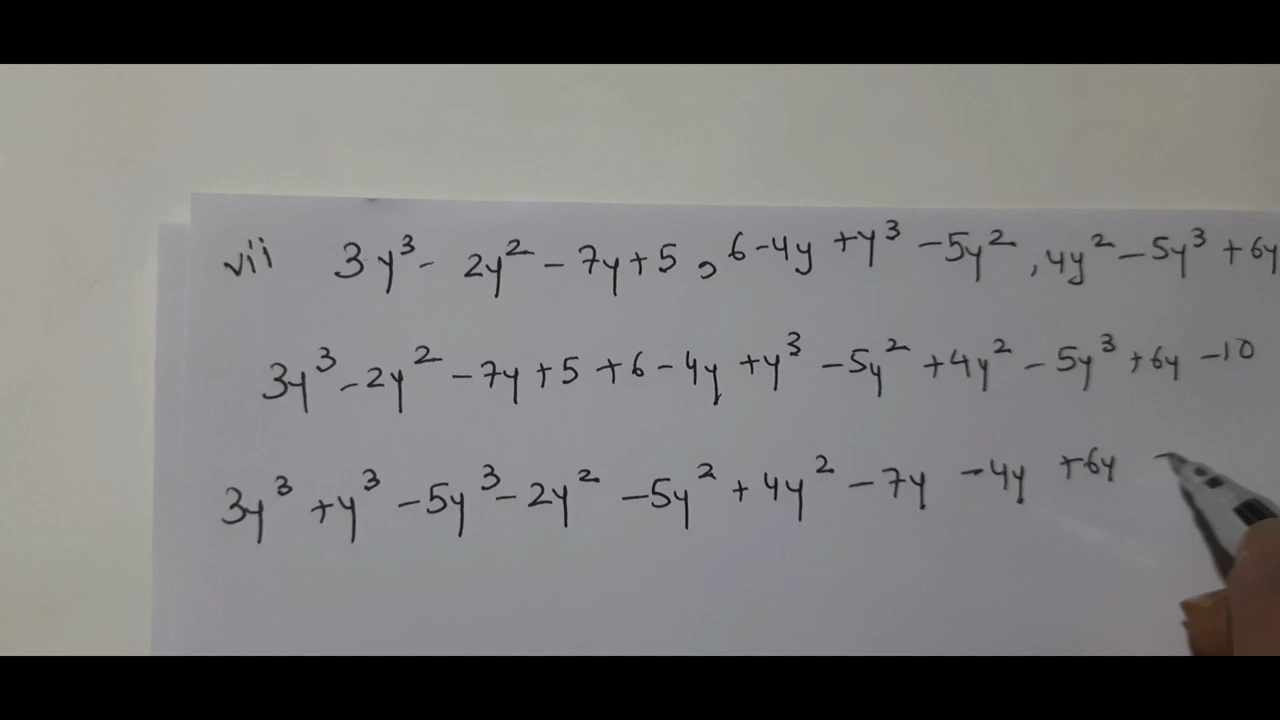 vii 3y³ - 2y² - 7y + 5 , 6 - 4y + y³ - 5y² , 4y² - 5y³ + 6y
3y³ - 2y² - 7y + 5 + 6 - 4y + y³ - 5y² + 4y² - 5y³ + 6y - 10
3y³ + y³ - 5y³ - 2y² - 5y² + 4y² - 7y - 4y + 6y -